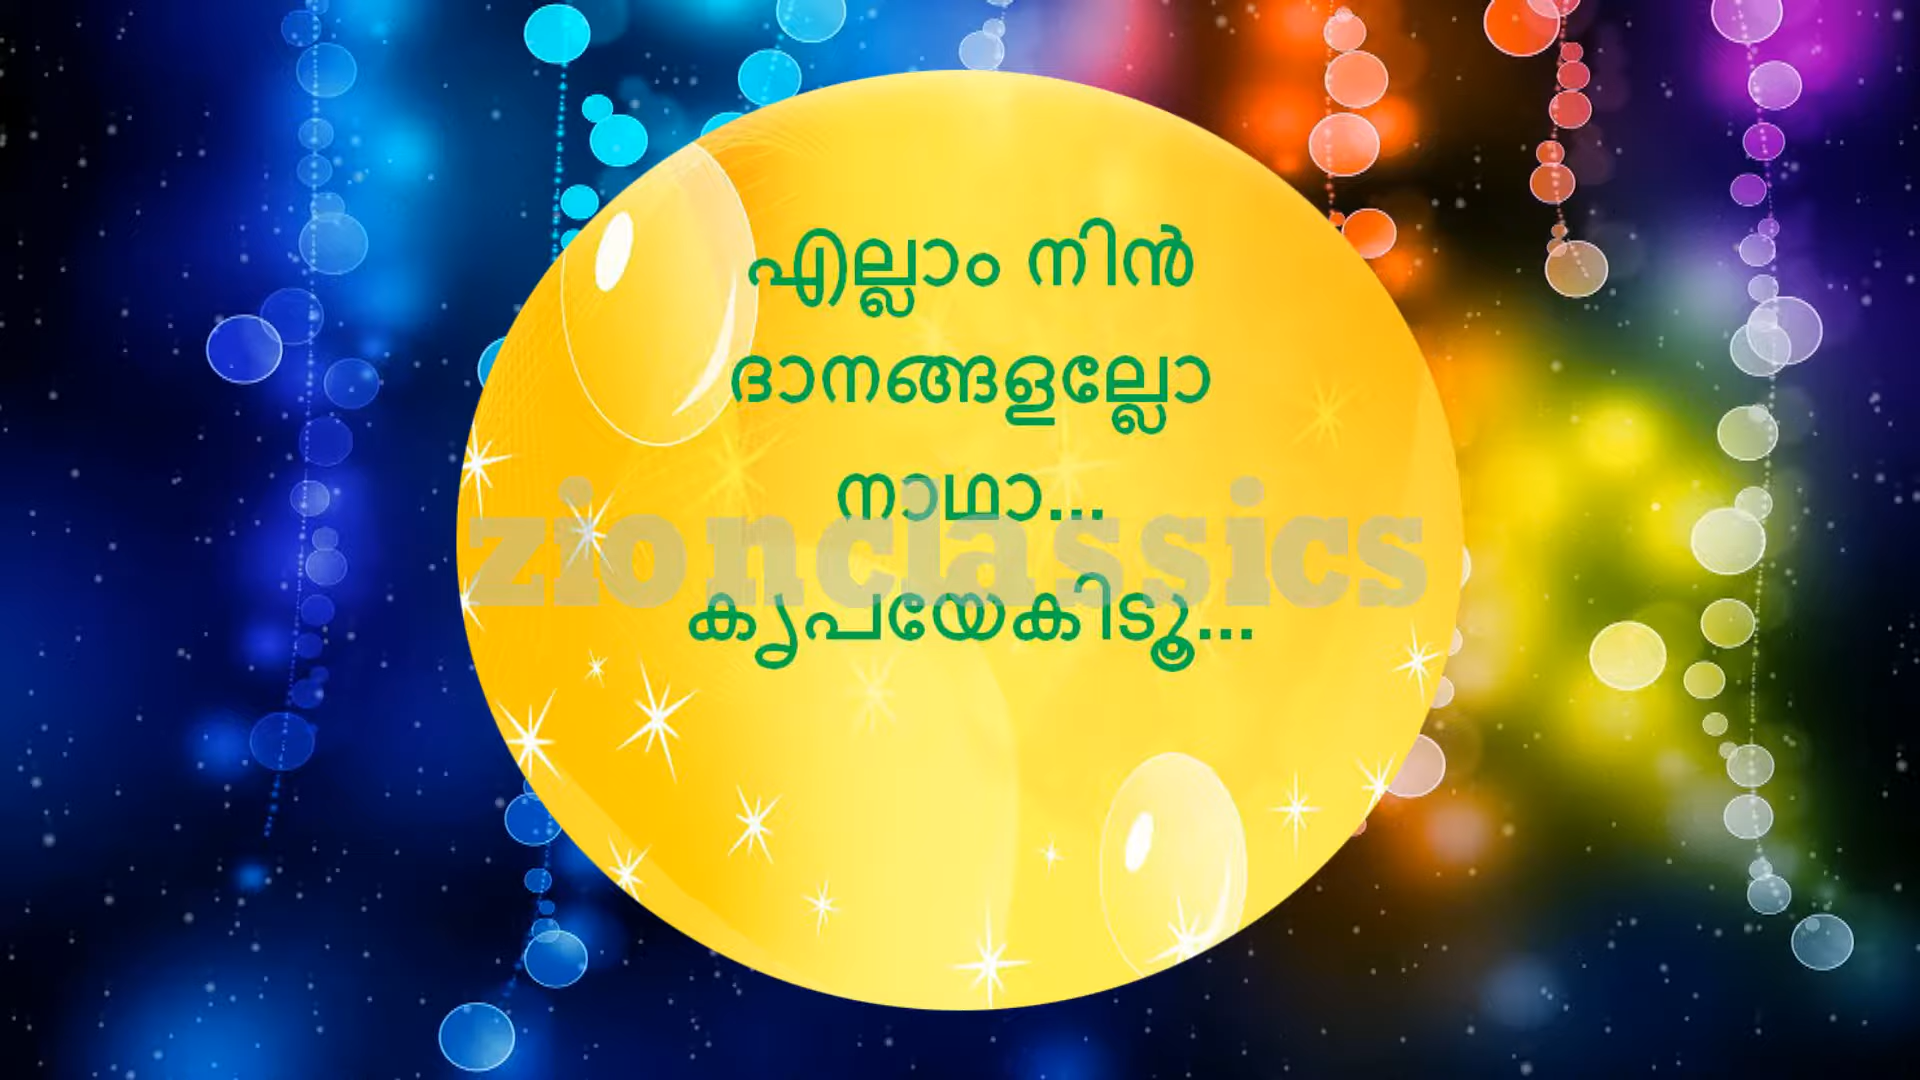 എല്ലാം നിൻ
ദാനങ്ങളല്ലോ
നാഥാ...
zionclassics
കൃപയേകിടൂ...